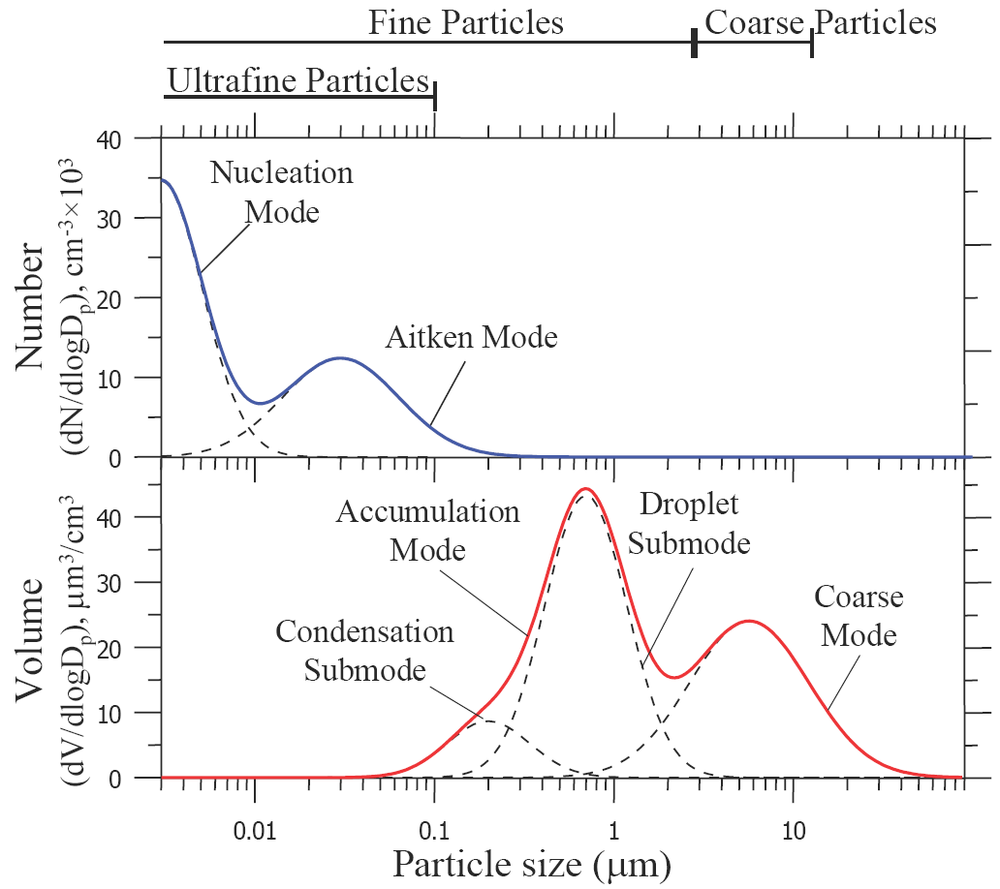 Fine Particles
Coarse Particles
Ultrafine Particles
Number
(dN/dlogDₚ), cm⁻³×10³
40
30
20
10
0
Nucleation
Mode
Aitken Mode
Volume
(dV/dlogDₚ), μm³/cm³
40
30
20
10
0
Accumulation
Mode
Droplet
Submode
Condensation
Submode
Coarse
Mode
0.01
0.1
1
10
Particle size (μm)